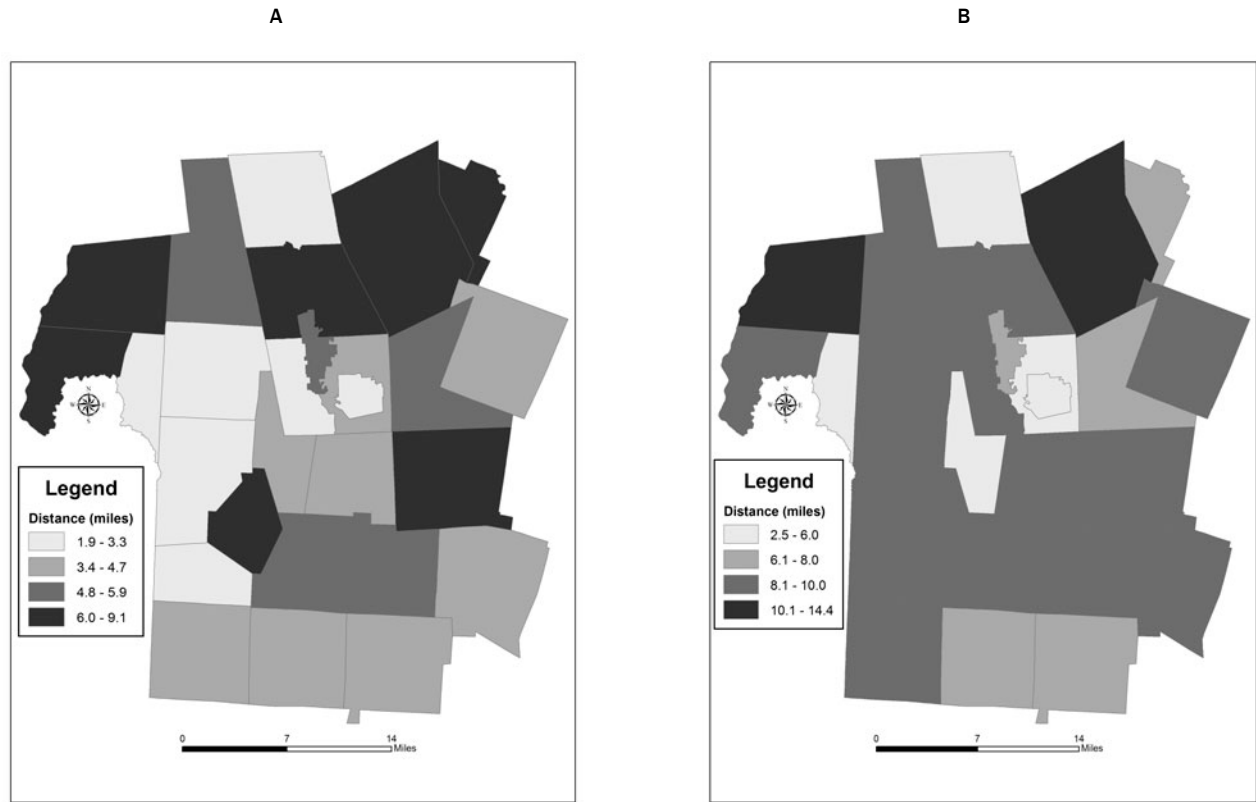 A
B
N
W E
S
Legend
Distance (miles)
1.9 - 3.3
3.4 - 4.7
4.8 - 5.9
6.0 - 9.1
0 7 14
Miles
N
W E
S
Legend
Distance (miles)
2.5 - 6.0
6.1 - 8.0
8.1 - 10.0
10.1 - 14.4
0 7 14
Miles